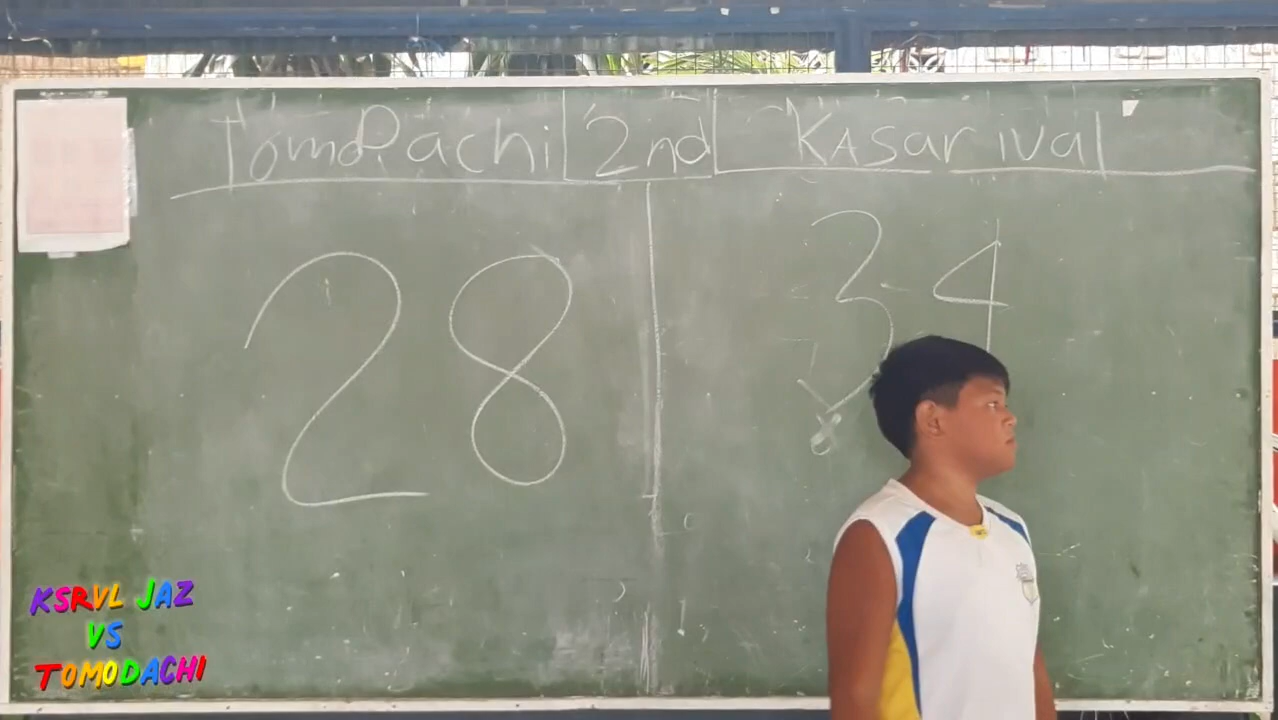 TomoDachi 2nd KAsarival
28 34
KSRVL JAZ
VS
TOMODACHI